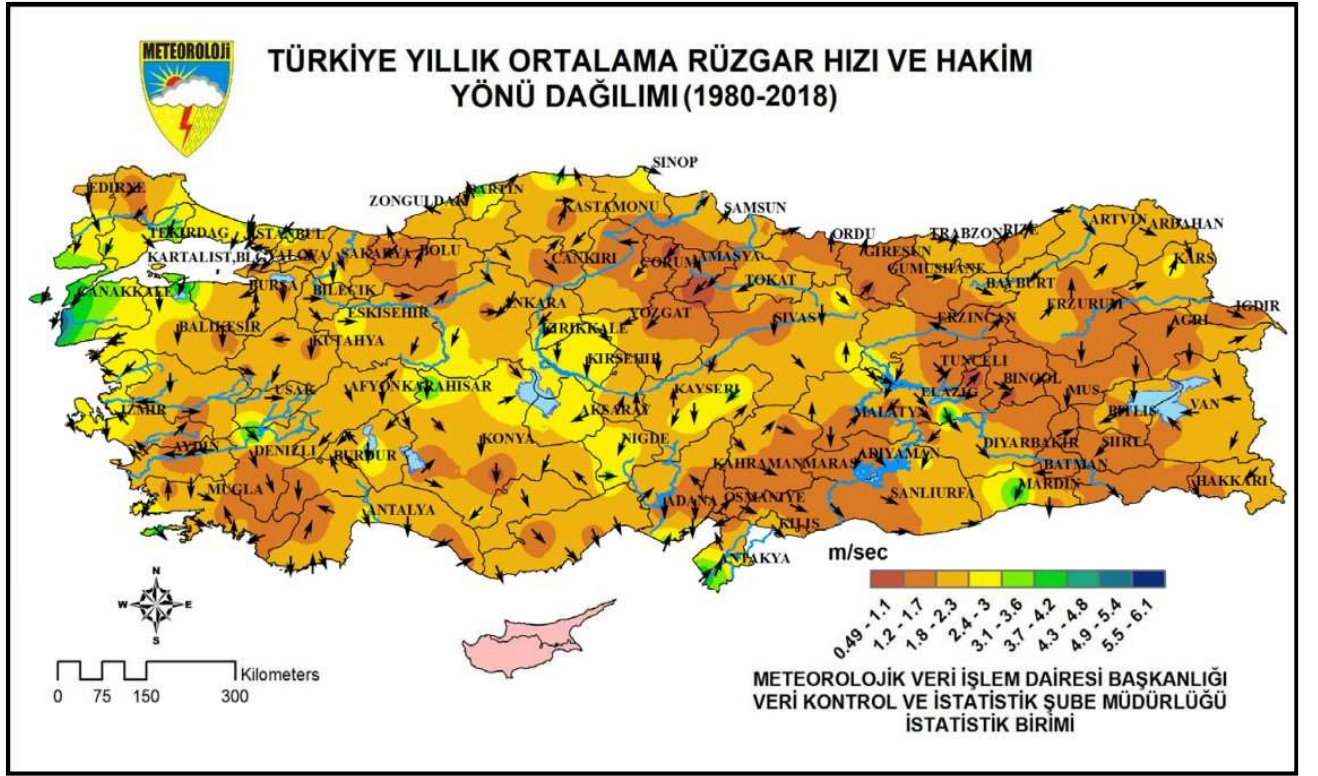 METEOROLOJİ
TÜRKİYE YILLIK ORTALAMA RÜZGAR HIZI VE HAKİM
YÖNÜ DAĞILIMI (1980-2018)
SINOP
EDIRNE
BARTIN
ZONGULDAK
KASTAMONU
SAMSUN
ARTVIN
ARDAHAN
TEKIRDAG
ISTANBUL
ORDU
TRABZON
RIZE
KARTALIST,BLG
YALOVA
SAKARYA
BOLU
CANKIRI
CORUM
AMASYA
GIRESUN
GUMUSHANE
KARS
CANAKKALE
BURSA
BILECIK
ANKARA
TOKAT
BAYBURT
ERZURUM
IGDIR
ESKISEHIR
YOZGAT
SIVAS
ERZINCAN
AGRI
BALIKESIR
KUTAHYA
KIRIKKALE
KIRŞEHIR
TUNCELI
BINGOL
MUS
USAK
AFYONKARAHISAR
KAYSERI
ELAZIG
IZMIR
AKSARAY
MALATYA
BITLIS
VAN
AYDIN
DENIZLI
BURDUR
KONYA
NIGDE
DIYARBAKIR
SIIRT
KAHRAMANMARAS
ADIYAMAN
BATMAN
MUGLA
ANTALYA
ADANA
OSMANIYE
SANLIURFA
MARDIN
HAKKARI
KILIS
ANTAKYA
m/sec
0.49 - 1.1
1.2 - 1.7
1.8 - 2.3
2.4 - 3
3.1 - 3.6
3.7 - 4.2
4.3 - 4.8
4.9 - 5.4
5.5 - 6.1
N
W
E
S
Kilometers
0 75 150 300
METEOROLOJİK VERİ İŞLEM DAİRESİ BAŞKANLIĞI
VERİ KONTROL VE İSTATİSTİK ŞUBE MÜDÜRLÜĞÜ
İSTATİSTİK BİRİMİ